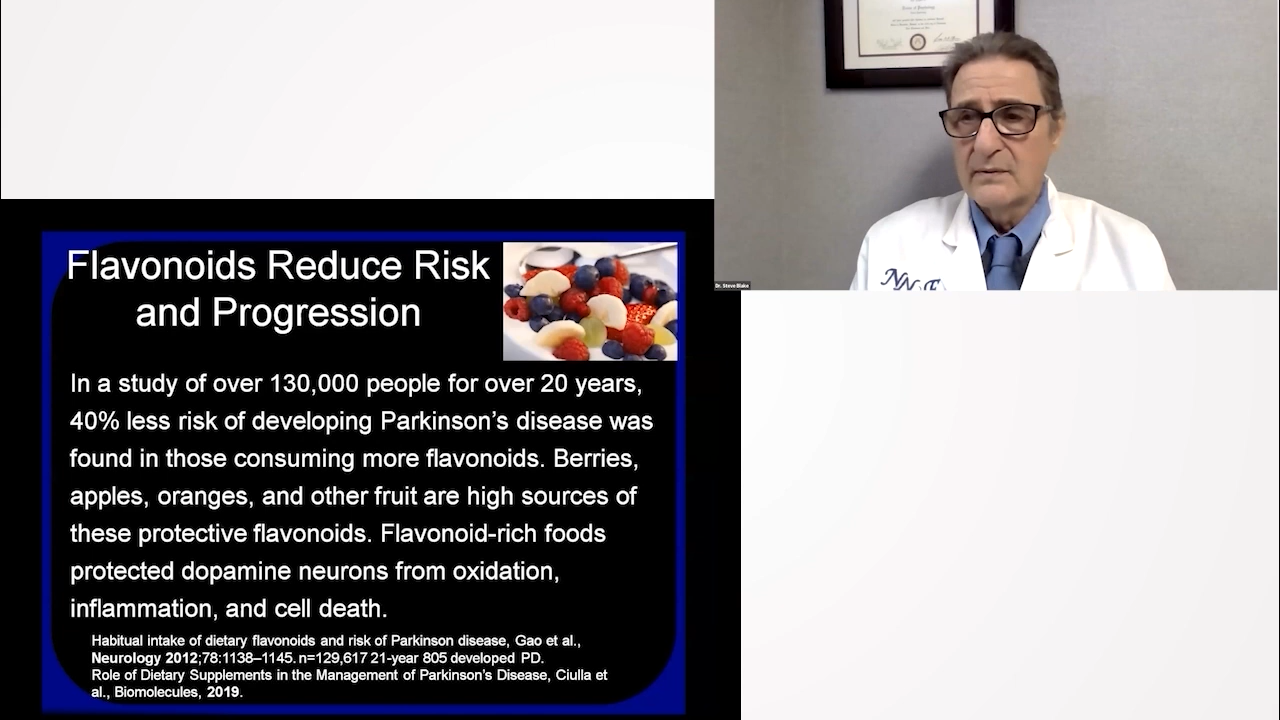 Flavonoids Reduce Risk
and Progression
In a study of over 130,000 people for over 20 years,
40% less risk of developing Parkinson's disease was
found in those consuming more flavonoids. Berries,
apples, oranges, and other fruit are high sources of
these protective flavonoids. Flavonoid-rich foods
protected dopamine neurons from oxidation,
inflammation, and cell death.
Habitual intake of dietary flavonoids and risk of Parkinson disease, Gao et al.,
Neurology 2012;78:1138–1145. n=129,617 21-year 805 developed PD.
Role of Dietary Supplements in the Management of Parkinson's Disease, Ciulla et
al., Biomolecules, 2019.
Dr. Steve Blake